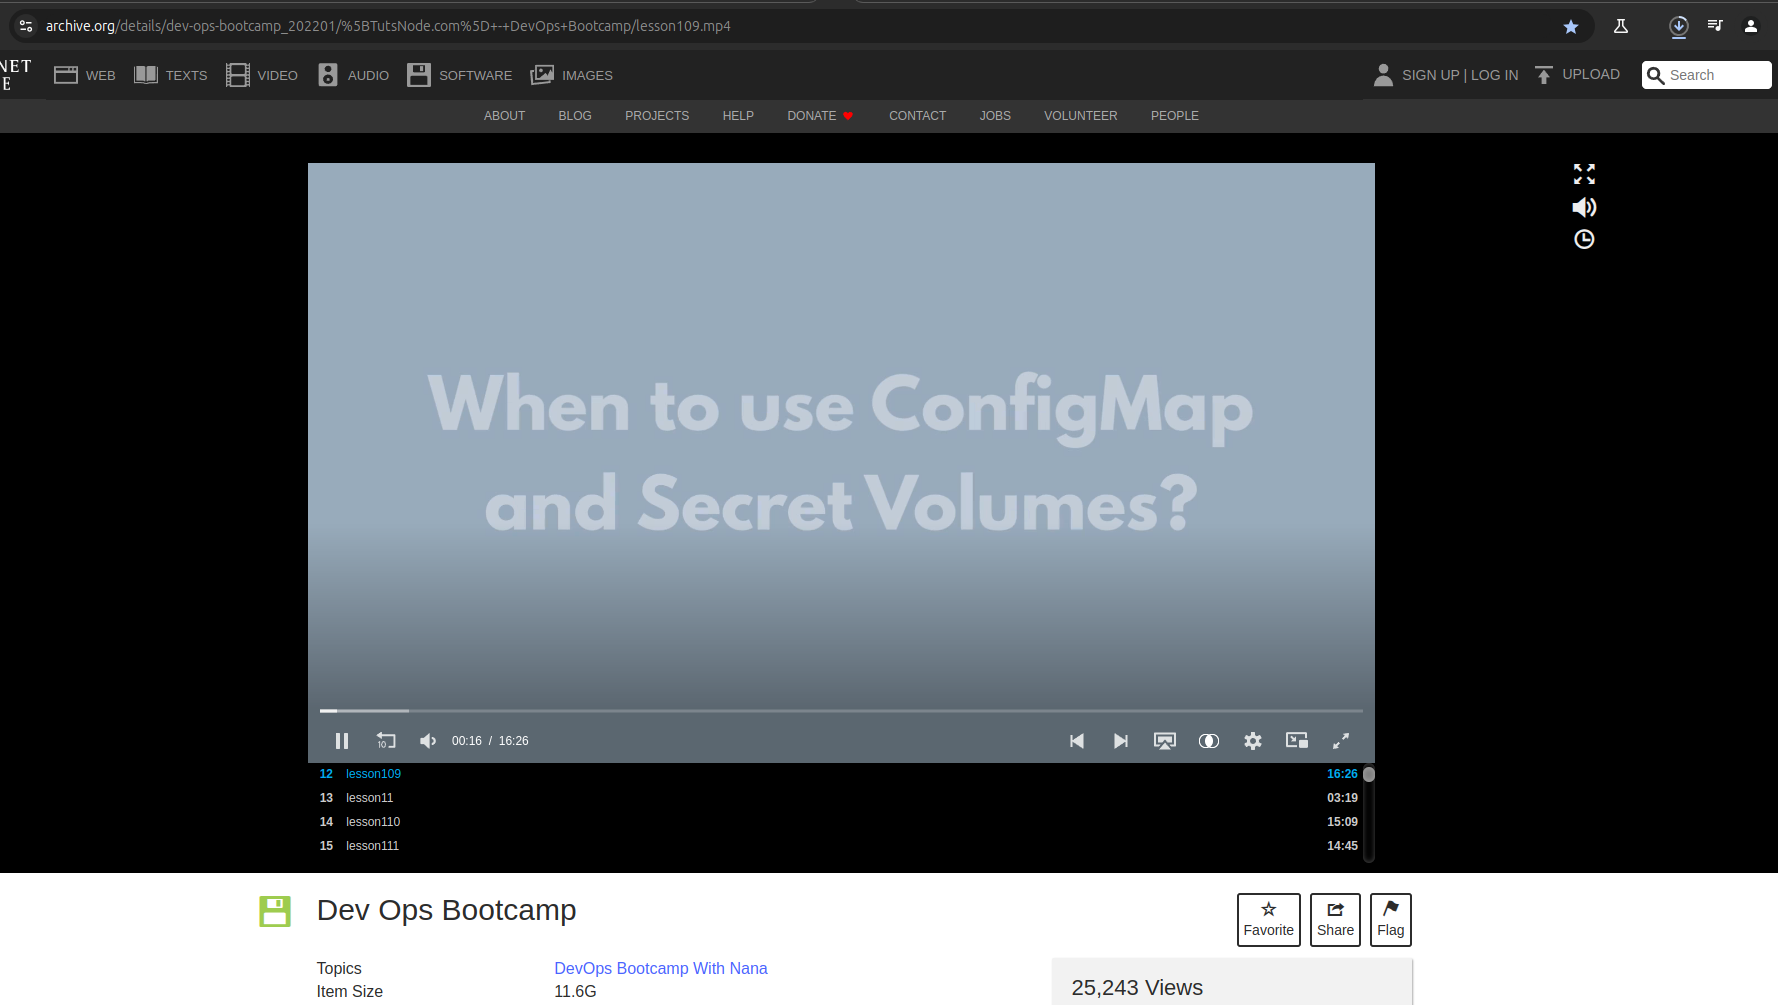 archive.org/details/dev-ops-bootcamp_202201/%5BTutsNode.com%5D+-+DevOps+Bootcamp/lesson109.mp4
NET
E
WEB TEXTS VIDEO AUDIO SOFTWARE IMAGES SIGN UP | LOG IN UPLOAD Search
ABOUT BLOG PROJECTS HELP DONATE CONTACT JOBS VOLUNTEER PEOPLE
When to use ConfigMap
and Secret Volumes?
10 00:16 / 16:26
12 lesson109 16:26
13 lesson11 03:19
14 lesson110 15:09
15 lesson111 14:45
Dev Ops Bootcamp
Favorite Share Flag
Topics DevOps Bootcamp With Nana
Item Size 11.6G
25,243 Views